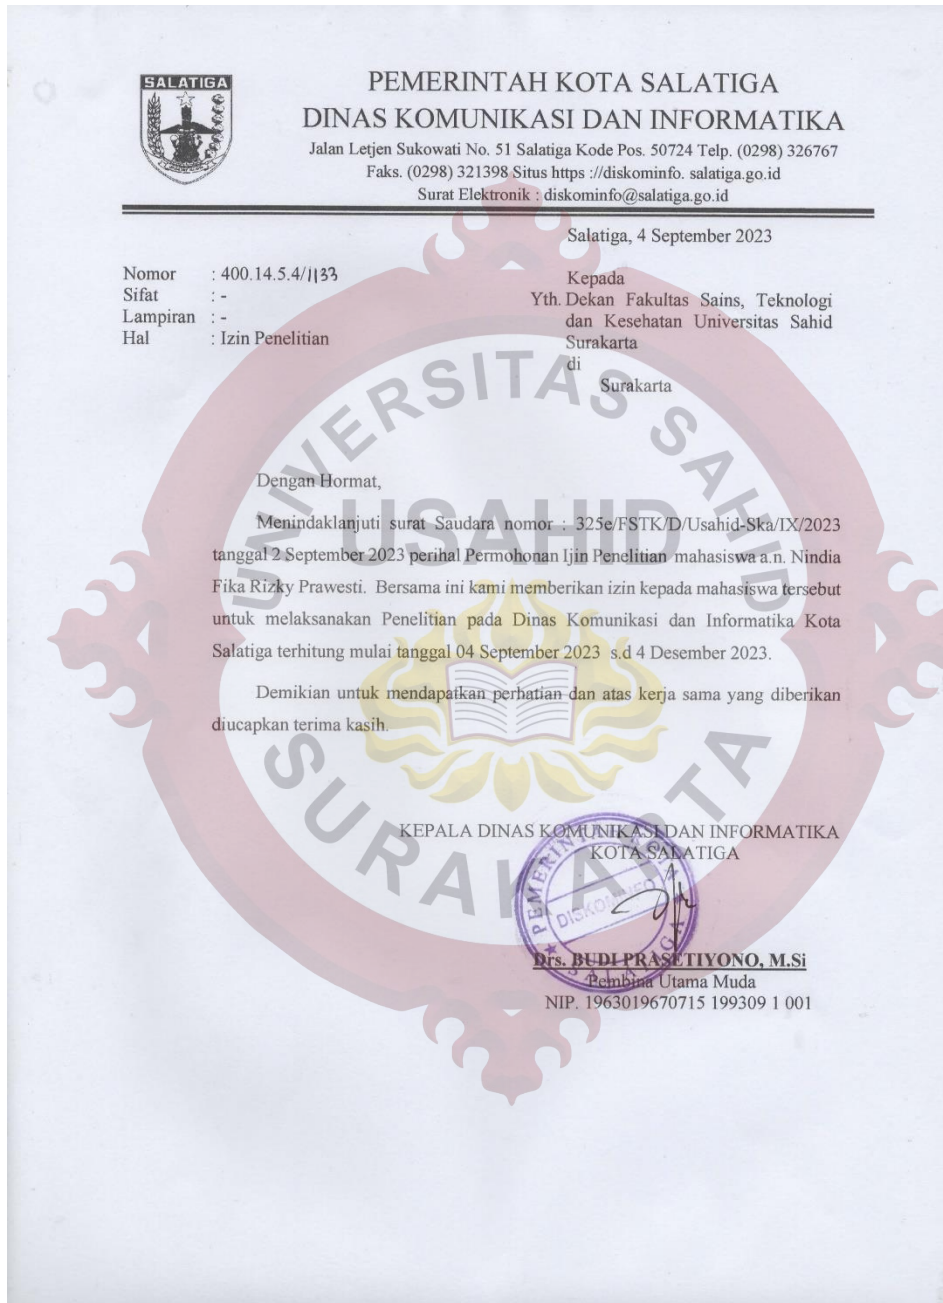 SALATIGA
PEMERINTAH KOTA SALATIGA
DINAS KOMUNIKASI DAN INFORMATIKA
Jalan Letjen Sukowati No. 51 Salatiga Kode Pos. 50724 Telp. (0298) 326767
Faks. (0298) 321398 Situs https ://diskominfo. salatiga.go.id
Surat Elektronik : diskominfo@salatiga.go.id
Salatiga, 4 September 2023
Nomor : 400.14.5.4/1133
Sifat : -
Lampiran : -
Hal : Izin Penelitian
Kepada
Yth. Dekan Fakultas Sains, Teknologi
dan Kesehatan Universitas Sahid
Surakarta
di
Surakarta
Dengan Hormat,
Menindaklanjuti surat Saudara nomor : 325e/FSTK/D/Usahid-Ska/IX/2023
tanggal 2 September 2023 perihal Permohonan Ijin Penelitian mahasiswa a.n. Nindia
Fika Rizky Prawesti. Bersama ini kami memberikan izin kepada mahasiswa tersebut
untuk melaksanakan Penelitian pada Dinas Komunikasi dan Informatika Kota
Salatiga terhitung mulai tanggal 04 September 2023 s.d 4 Desember 2023.
Demikian untuk mendapatkan perhatian dan atas kerja sama yang diberikan
diucapkan terima kasih.
KEPALA DINAS KOMUNIKASI DAN INFORMATIKA
KOTA SALATIGA
Drs. BUDI PRASETIYONO, M.Si
Pembina Utama Muda
NIP. 1963019670715 199309 1 001
PEMERINTAH KOTA
DISKOMINFO
SALATIGA
UNIVERSITAS SAHID
USAHID
SURAKARTA